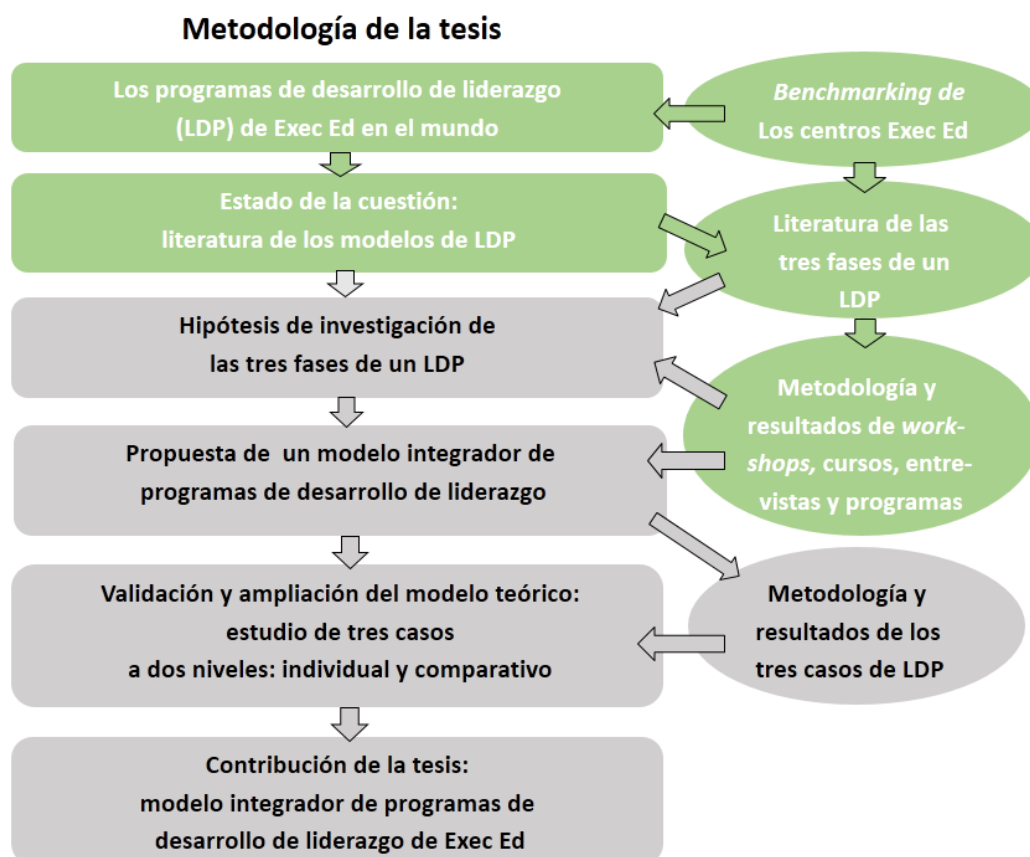 Metodología de la tesis
Los programas de desarrollo de liderazgo
(LDP) de Exec Ed en el mundo
Benchmarking de
Los centros Exec Ed
Estado de la cuestión:
literatura de los modelos de LDP
Literatura de las
tres fases de un
LDP
Hipótesis de investigación de
las tres fases de un LDP
Metodología y
resultados de work-
shops, cursos, entre-
vistas y programas
Propuesta de un modelo integrador de
programas de desarrollo de liderazgo
Validación y ampliación del modelo teórico:
estudio de tres casos
a dos niveles: individual y comparativo
Metodología y
resultados de los
tres casos de LDP
Contribución de la tesis:
modelo integrador de programas de
desarrollo de liderazgo de Exec Ed